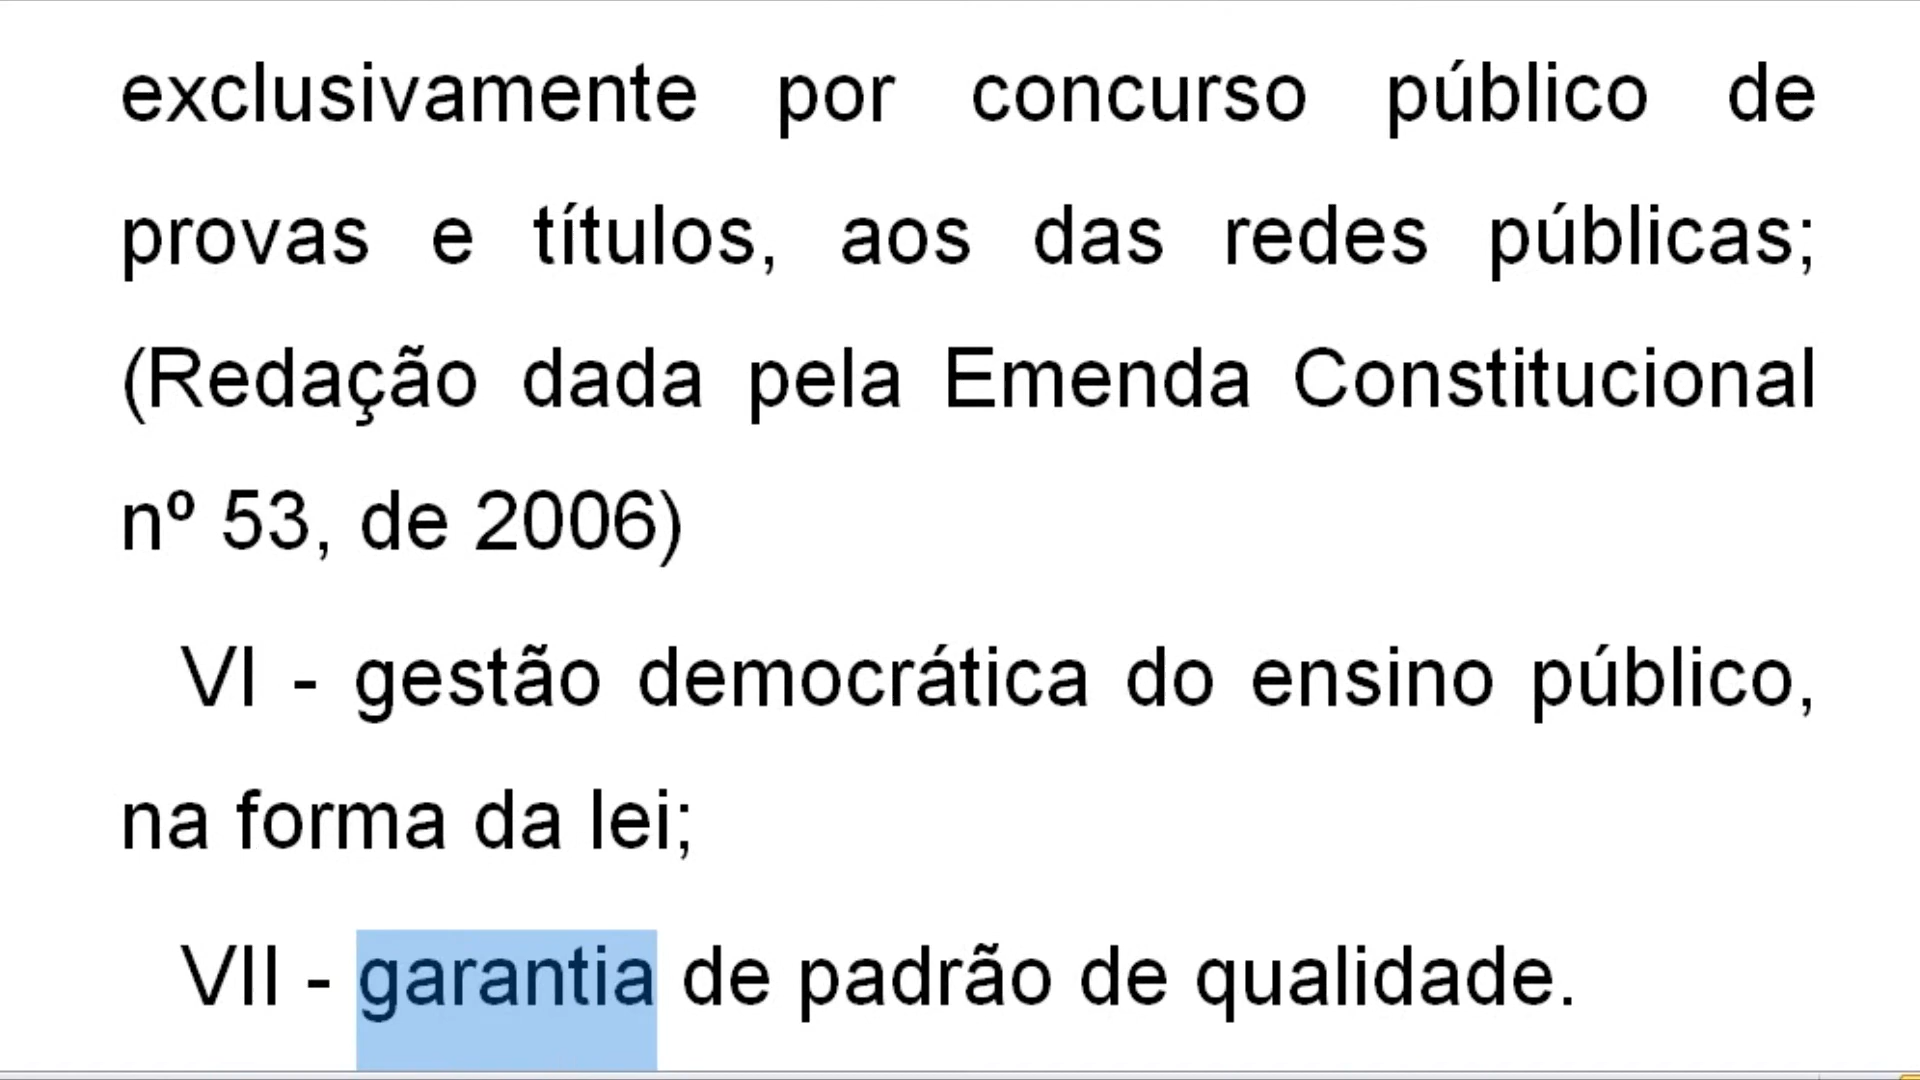 exclusivamente por concurso público de
provas e títulos, aos das redes públicas;
(Redação dada pela Emenda Constitucional
nº 53, de 2006)
VI - gestão democrática do ensino público,
na forma da lei;
VII - garantia de padrão de qualidade.